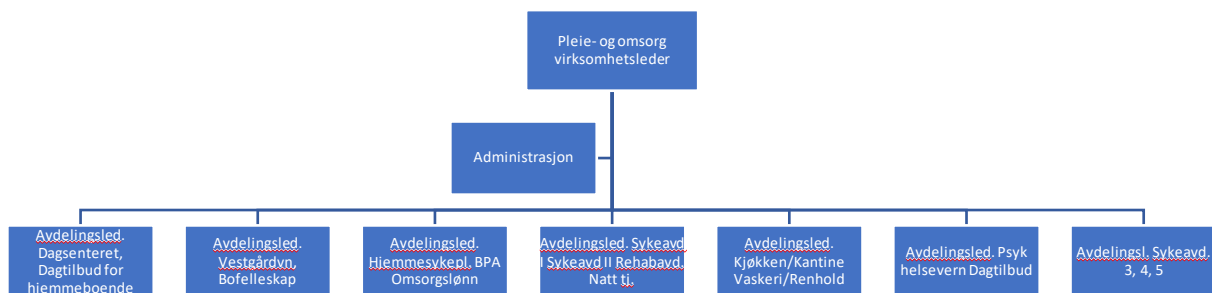 Pleie- og omsorg
virksomhetsleder
Administrasjon
Avdelingsled.
Dagsenteret,
Dagtilbud for
hjemmeboende
Avdelingsled.
Vestgårdvn,
Bofelleskap
Avdelingsled.
Hjemmesykepl, BPA
Omsorgslønn
Avdelingsled. Sykeavd
I Sykeavd II Rehabavd.
Natt tj.
Avdelingsled.
Kjøkken/Kantine
Vaskeri/Renhold
Avdelingsled. Psyk
helsevern Dagtilbud
Avdelingsl. Sykeavd.
3, 4, 5